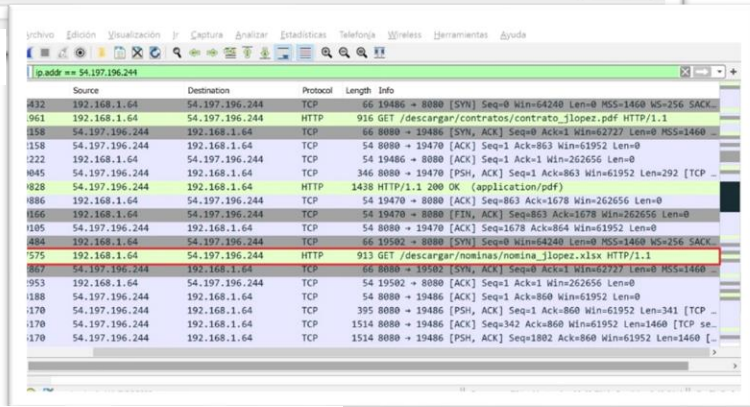 Archivo Edición Visualización Ir Captura Analizar Estadísticas Telefonía Wireless Herramientas Ayuda
ip.addr == 54.197.196.244
Source Destination Protocol Length Info
432 192.168.1.64 54.197.196.244 TCP 66 19486 → 8080 [SYN] Seq=0 Win=64240 Len=0 MSS=1460 WS=256 SACK…
961 192.168.1.64 54.197.196.244 HTTP 916 GET /descargar/contratos/contrato_jlopez.pdf HTTP/1.1
158 54.197.196.244 192.168.1.64 TCP 66 8080 → 19486 [SYN, ACK] Seq=0 Ack=1 Win=62727 Len=0 MSS=1460 …
158 54.197.196.244 192.168.1.64 TCP 54 8080 → 19470 [ACK] Seq=1 Ack=863 Win=61952 Len=0
222 192.168.1.64 54.197.196.244 TCP 54 19486 → 8080 [ACK] Seq=1 Ack=1 Win=262656 Len=0
045 54.197.196.244 192.168.1.64 TCP 346 8080 → 19470 [PSH, ACK] Seq=1 Ack=863 Win=61952 Len=292 [TCP …
828 54.197.196.244 192.168.1.64 HTTP 1438 HTTP/1.1 200 OK (application/pdf)
886 192.168.1.64 54.197.196.244 TCP 54 19470 → 8080 [ACK] Seq=863 Ack=1678 Win=262656 Len=0
166 192.168.1.64 54.197.196.244 TCP 54 19470 → 8080 [FIN, ACK] Seq=863 Ack=1678 Win=262656 Len=0
105 54.197.196.244 192.168.1.64 TCP 54 8080 → 19470 [ACK] Seq=1678 Ack=864 Win=61952 Len=0
484 192.168.1.64 54.197.196.244 TCP 66 19502 → 8080 [SYN] Seq=0 Win=64240 Len=0 MSS=1460 WS=256 SACK…
575 192.168.1.64 54.197.196.244 HTTP 913 GET /descargar/nominas/nomina_jlopez.xlsx HTTP/1.1
867 54.197.196.244 192.168.1.64 TCP 66 8080 → 19502 [SYN, ACK] Seq=0 Ack=1 Win=62727 Len=0 MSS=1460 …
953 192.168.1.64 54.197.196.244 TCP 54 19502 → 8080 [ACK] Seq=1 Ack=1 Win=262656 Len=0
188 54.197.196.244 192.168.1.64 TCP 54 8080 → 19486 [ACK] Seq=1 Ack=860 Win=61952 Len=0
170 54.197.196.244 192.168.1.64 TCP 395 8080 → 19486 [PSH, ACK] Seq=1 Ack=860 Win=61952 Len=341 [TCP …
170 54.197.196.244 192.168.1.64 TCP 1514 8080 → 19486 [ACK] Seq=342 Ack=860 Win=61952 Len=1460 [TCP se…
170 54.197.196.244 192.168.1.64 TCP 1514 8080 → 19486 [PSH, ACK] Seq=1802 Ack=860 Win=61952 Len=1460 […